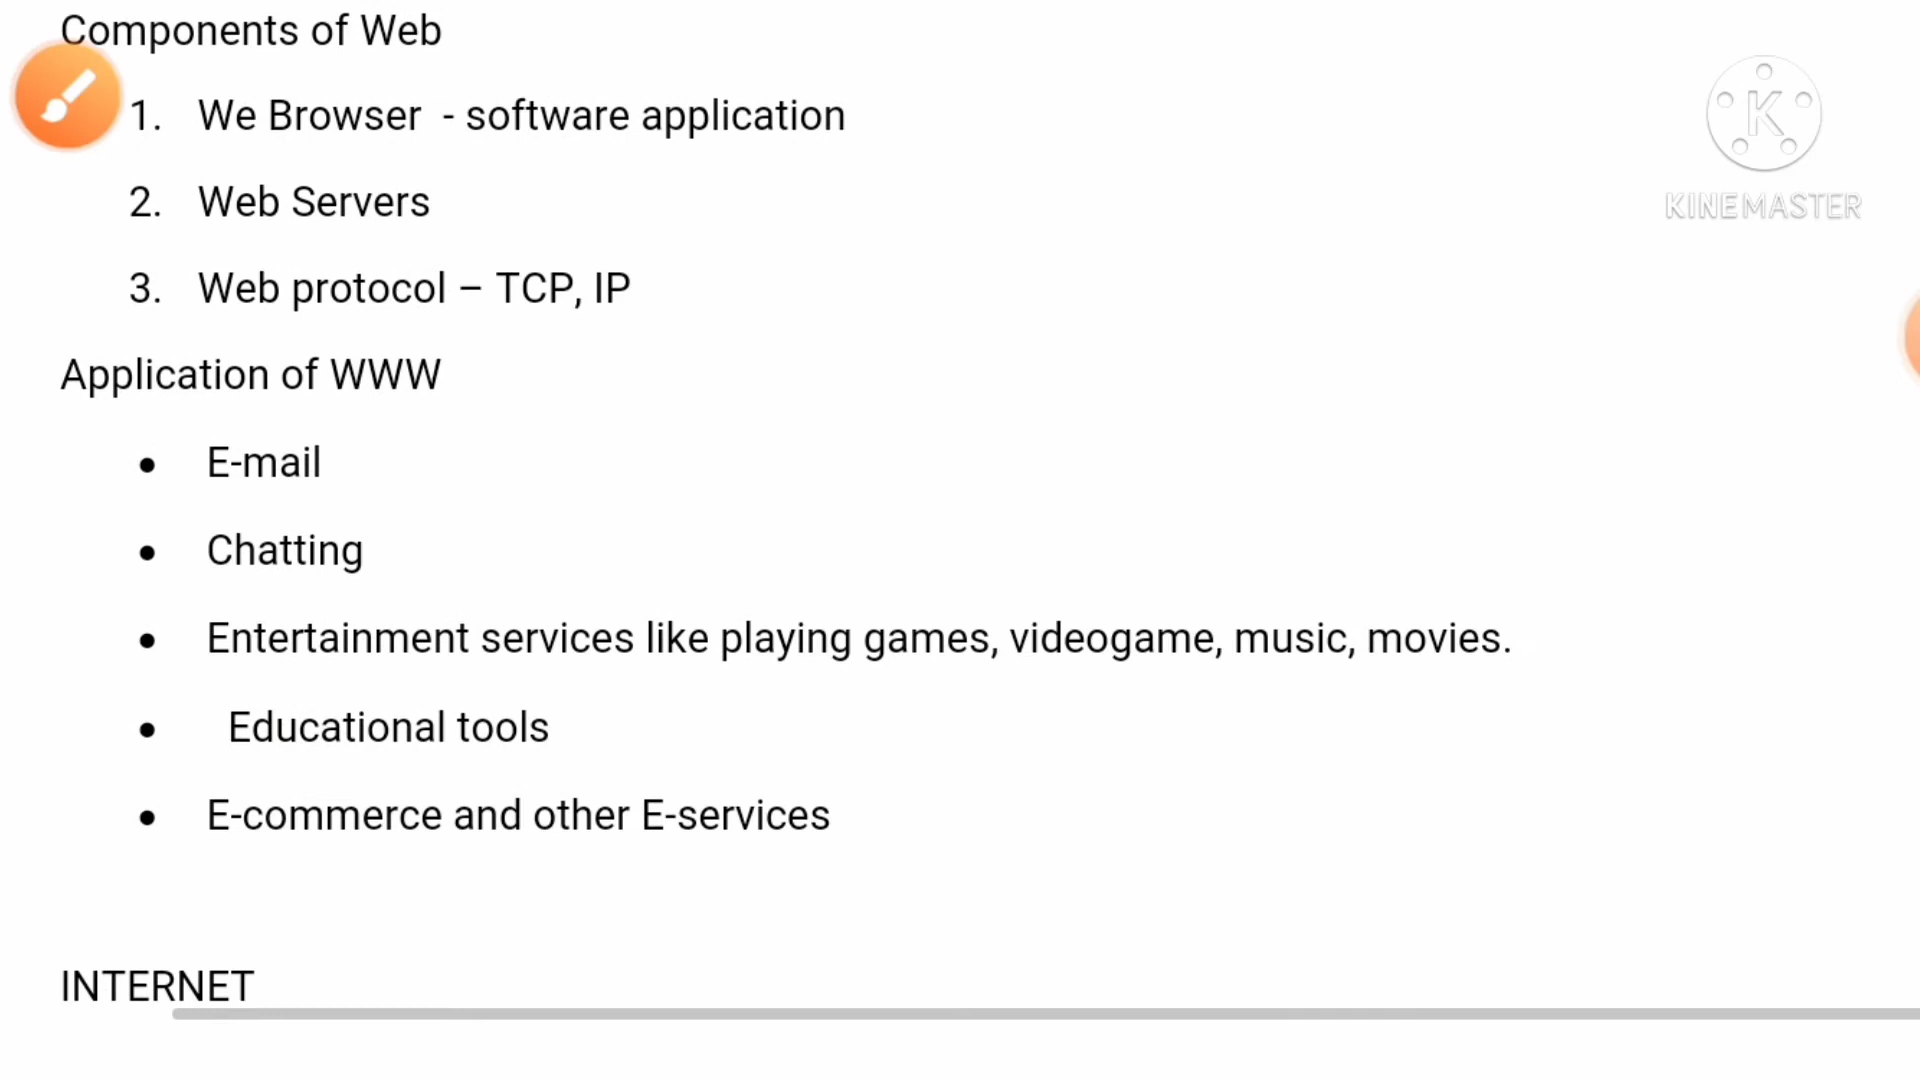 Components of Web
1. We Browser - software application
2. Web Servers
3. Web protocol – TCP, IP
Application of WWW
• E-mail
• Chatting
• Entertainment services like playing games, videogame, music, movies.
• Educational tools
• E-commerce and other E-services
INTERNET
K
KINEMASTER